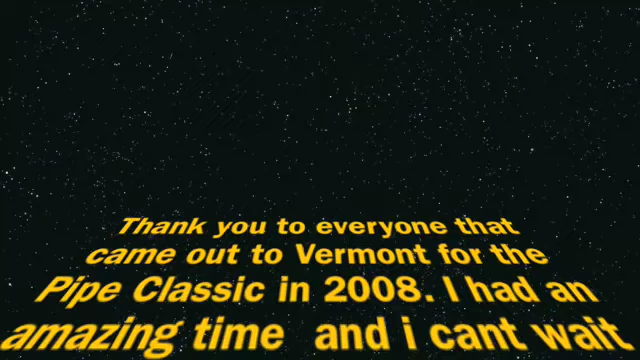 Thank you to everyone that
came out to Vermont for the
Pipe Classic in 2008. I had an
amazing time and i cant wait